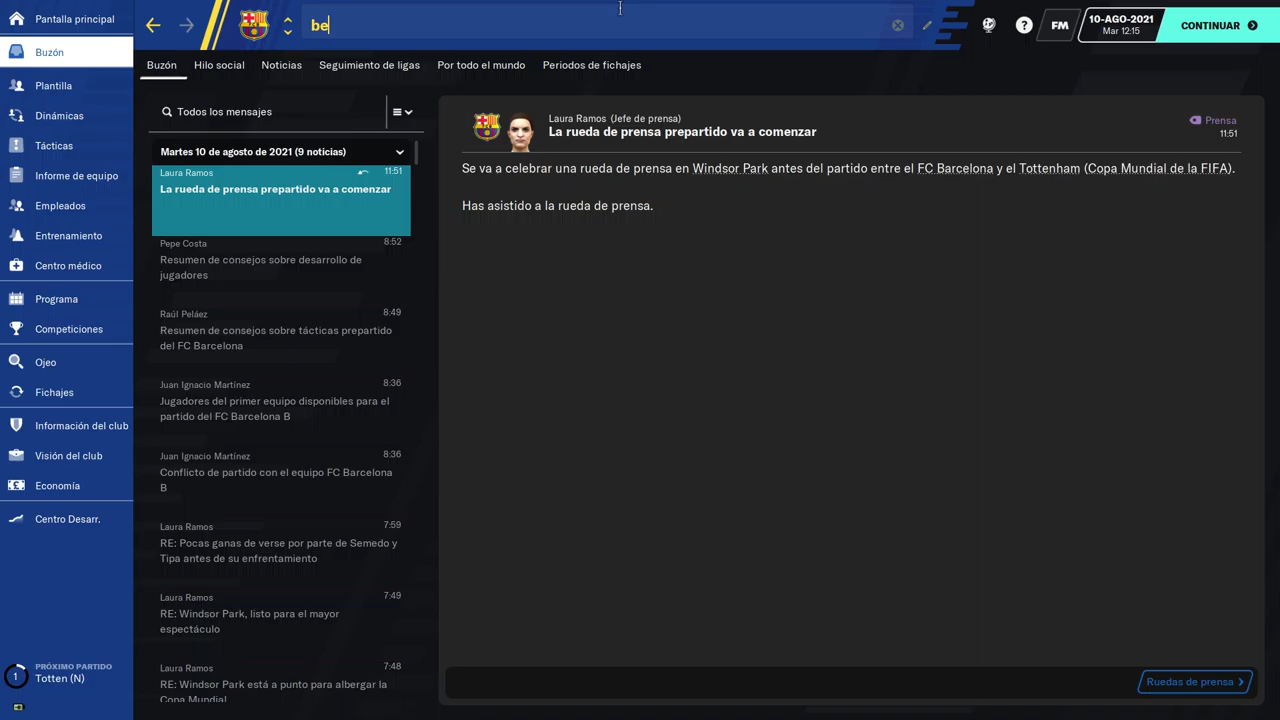 Pantalla principal
be
FM
10-AGO-2021
Mar 12:15
CONTINUAR
Buzón
Plantilla
Dinámicas
Tácticas
Informe de equipo
Empleados
Entrenamiento
Centro médico
Programa
Competiciones
Ojeo
Fichajes
Información del club
Visión del club
Economía
Centro Desarr.
PRÓXIMO PARTIDO
1
Totten (N)
Buzón
Hilo social
Noticias
Seguimiento de ligas
Por todo el mundo
Periodos de fichajes
Todos los mensajes
Martes 10 de agosto de 2021 (9 noticias)
Laura Ramos
11:51
La rueda de prensa prepartido va a comenzar
Pepe Costa
8:52
Resumen de consejos sobre desarrollo de
jugadores
Raúl Peláez
8:49
Resumen de consejos sobre tácticas prepartido
del FC Barcelona
Juan Ignacio Martínez
8:36
Jugadores del primer equipo disponibles para el
partido del FC Barcelona B
Juan Ignacio Martínez
8:36
Conflicto de partido con el equipo FC Barcelona
B
Laura Ramos
7:59
RE: Pocas ganas de verse por parte de Semedo y
Tipa antes de su enfrentamiento
Laura Ramos
7:49
RE: Windsor Park, listo para el mayor
espectáculo
Laura Ramos
7:48
RE: Windsor Park está a punto para albergar la
Copa Mundial
Laura Ramos (Jefe de prensa)
La rueda de prensa prepartido va a comenzar
Prensa
11:51
Se va a celebrar una rueda de prensa en Windsor Park antes del partido entre el FC Barcelona y el Tottenham (Copa Mundial de la FIFA).
Has asistido a la rueda de prensa.
Ruedas de prensa